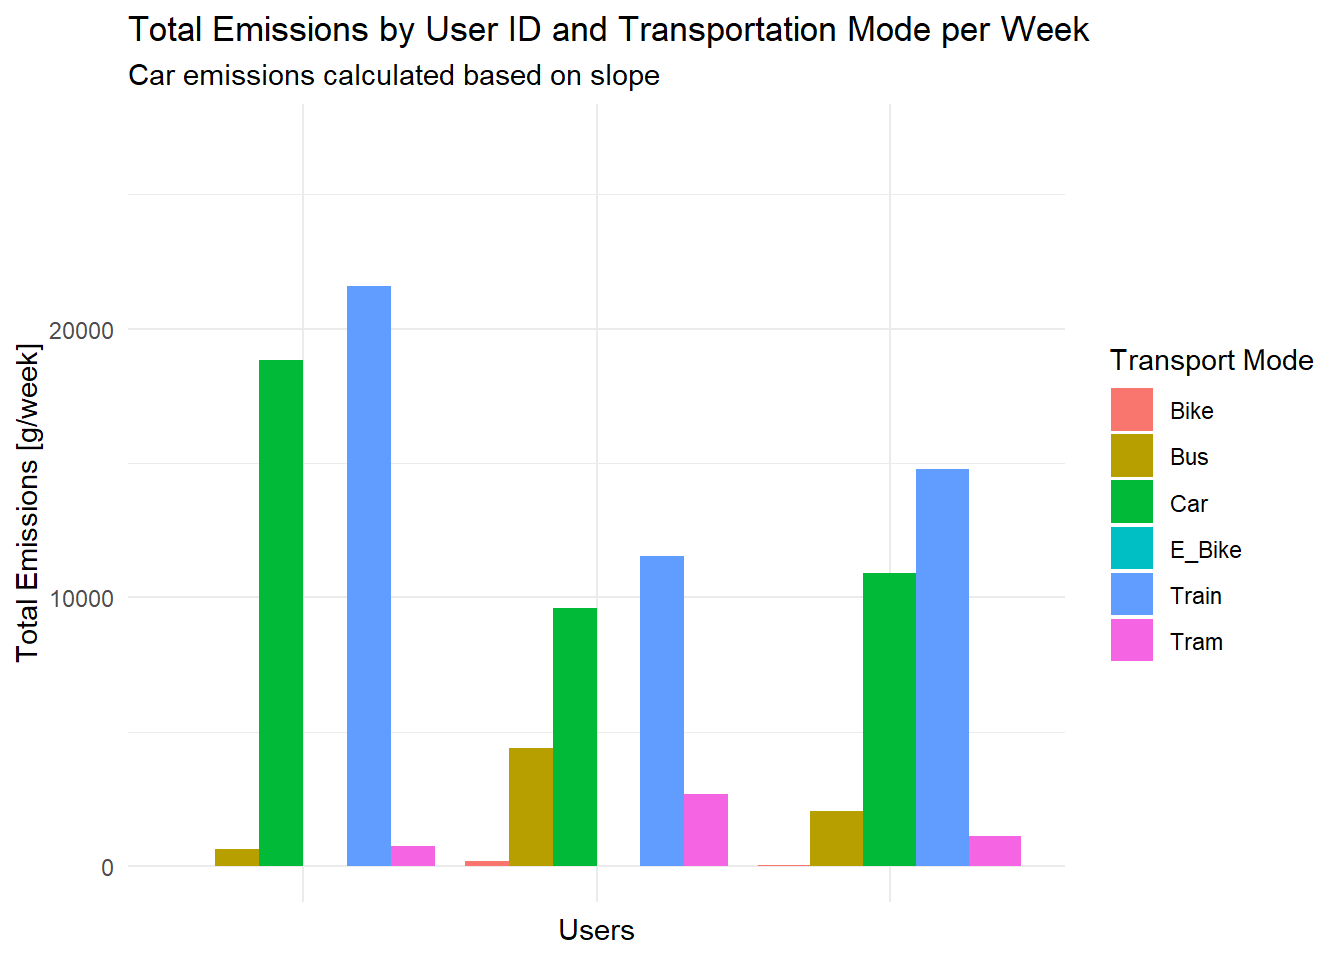 Total Emissions by User ID and Transportation Mode per Week
Car emissions calculated based on slope
Total Emissions [g/week]
20000
10000
0
Users
Transport Mode
Bike
Bus
Car
E_Bike
Train
Tram